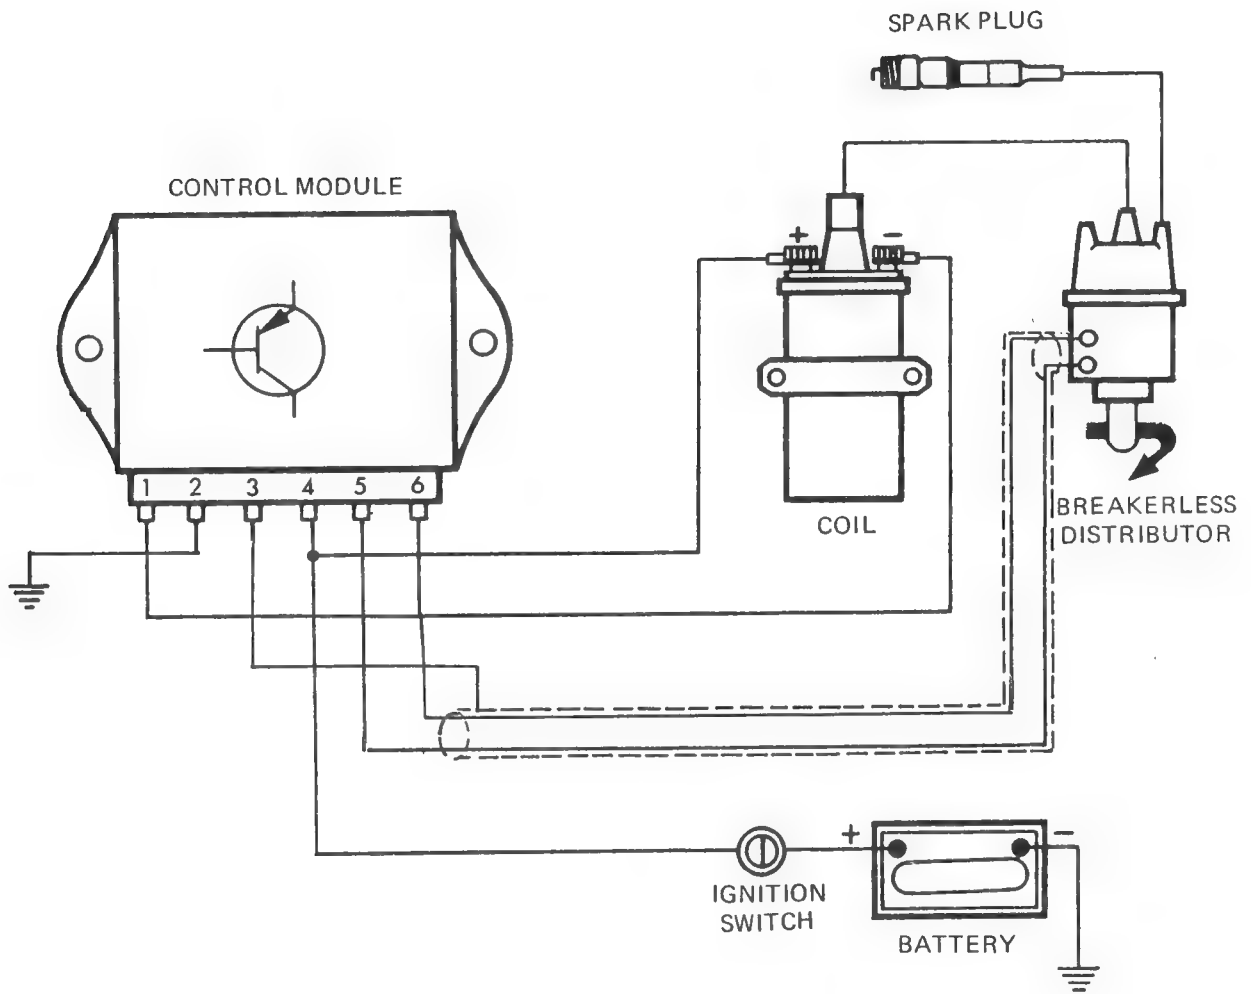 SPARK PLUG
CONTROL MODULE
+ −
1 2 3 4 5 6
COIL
BREAKERLESS
DISTRIBUTOR
+ −
IGNITION
SWITCH
BATTERY